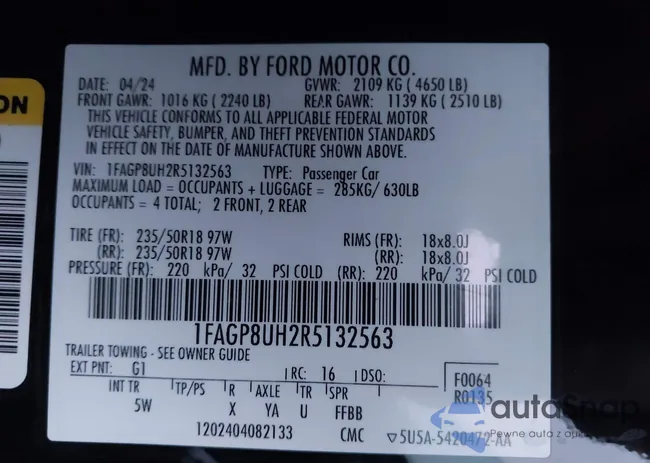 ON
MFD. BY FORD MOTOR CO.
DATE: 04/24 GVWR: 2109 KG ( 4650 LB)
FRONT GAWR: 1016 KG ( 2240 LB) REAR GAWR: 1139 KG ( 2510 LB)
THIS VEHICLE CONFORMS TO ALL APPLICABLE FEDERAL MOTOR
VEHICLE SAFETY, BUMPER, AND THEFT PREVENTION STANDARDS
IN EFFECT ON THE DATE OF MANUFACTURE SHOWN ABOVE.
VIN: 1FAGP8UH2R5132563 TYPE: Passenger Car
MAXIMUM LOAD = OCCUPANTS + LUGGAGE = 285KG/ 630LB
OCCUPANTS = 4 TOTAL; 2 FRONT, 2 REAR
TIRE (FR): 235/50R18 97W RIMS (FR): 18x8.0J
(RR): 235/50R18 97W (RR): 18x8.0J
PRESSURE (FR): 220 kPa/ 32 PSI COLD (RR): 220 kPa/ 32 PSI COLD
1FAGP8UH2R5132563
TRAILER TOWING - SEE OWNER GUIDE
EXT PNT: G1 RC: 16 DSO: F0064
R0135
INT TR TP/PS R AXLE TR SPR
5W X YA U FFBB
1202404082133 CMC ▽5U5A-5420472-AA
autoSnap
Pewne auta z